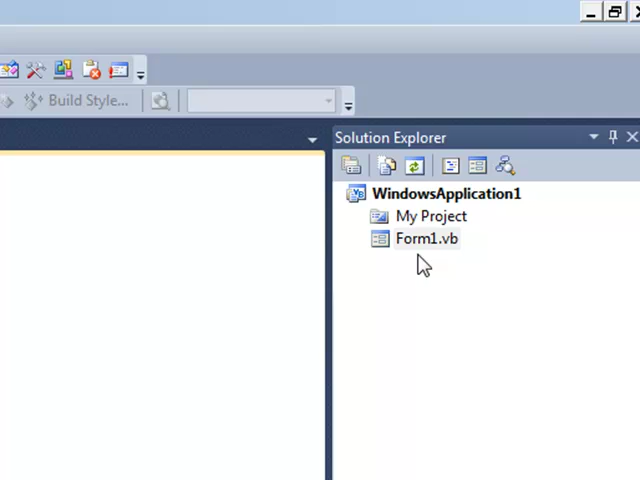 Build Style...
Solution Explorer
WindowsApplication1
My Project
Form1.vb